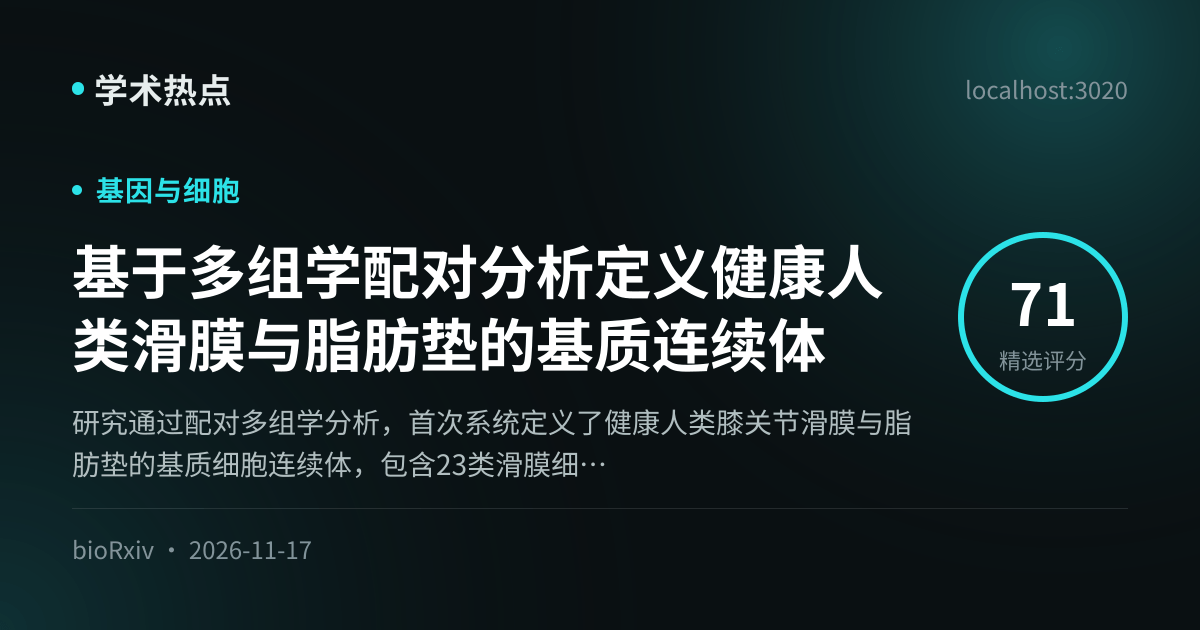 学术热点
localhost:3020
基因与细胞
基于多组学配对分析定义健康人
类滑膜与脂肪垫的基质连续体
71
精选评分
研究通过配对多组学分析，首次系统定义了健康人类膝关节滑膜与脂
肪垫的基质细胞连续体，包含23类滑膜细…
bioRxiv · 2026-11-17